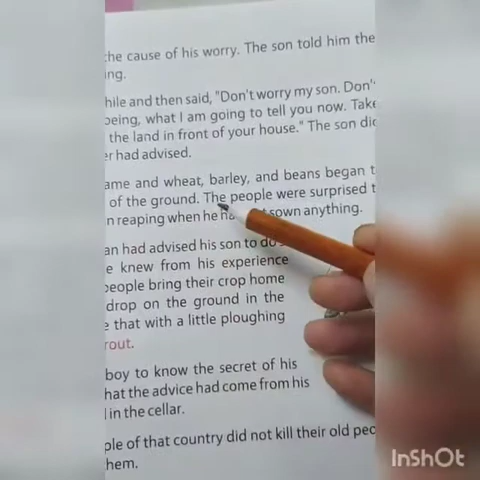 the cause of his worry. The son told him the
ing.
hile and then said, "Don't worry my son. Don'
being, what I am going to tell you now. Take
the land in front of your house." The son did
er had advised.
ame and wheat, barley, and beans began t
of the ground. The people were surprised t
n reaping when he ha sown anything.
an had advised his son to do
e knew from his experience
people bring their crop home
drop on the ground in the
e that with a little ploughing
rout.
boy to know the secret of his
hat the advice had come from his
l in the cellar.
ple of that country did not kill their old peo
hem.
InShOt